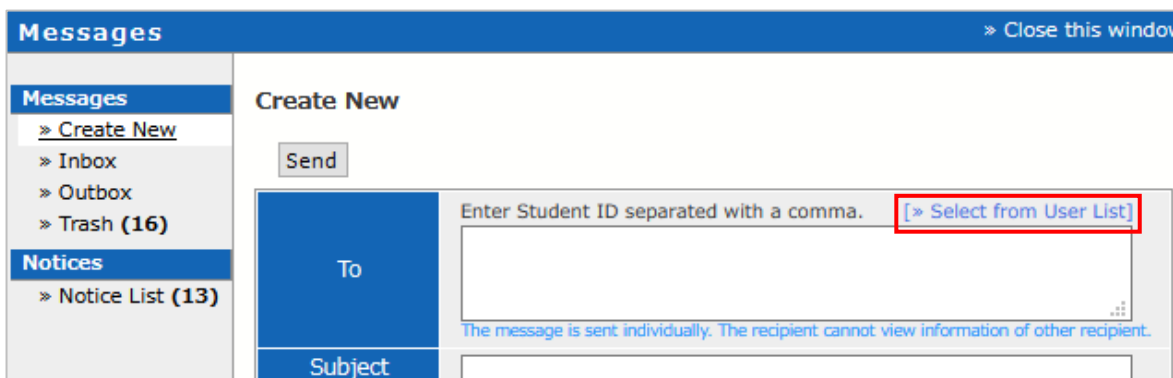 Messages
» Close this window
Messages
» Create New
» Inbox
» Outbox
» Trash (16)
Notices
» Notice List (13)
Create New
Send
To
Enter Student ID separated with a comma. [» Select from User List]
The message is sent individually. The recipient cannot view information of other recipient.
Subject